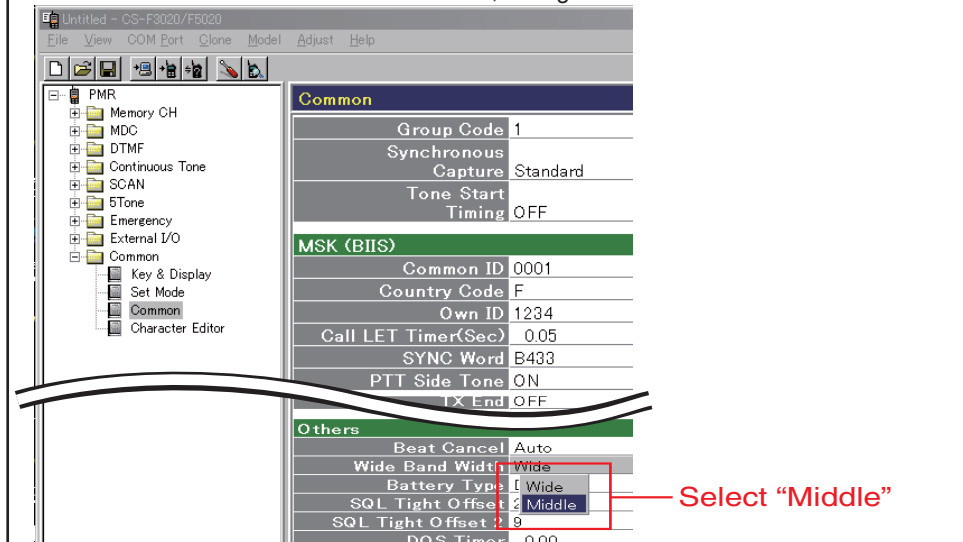 Untitled - CS-F3020/F5020
File View COM Port Clone Model Adjust Help
PMR
Memory CH
MDC
DTMF
Continuous Tone
SCAN
5Tone
Emergency
External I/O
Common
Key & Display
Set Mode
Common
Character Editor
Common
Group Code 1
Synchronous
Capture Standard
Tone Start
Timing OFF
MSK (BIIS)
Common ID 0001
Country Code F
Own ID 1234
Call LET Timer(Sec) 0.05
SYNC Word B433
PTT Side Tone ON
TX End OFF
Others
Beat Cancel Auto
Wide Band Width Wide
Battery Type
Wide
SQL Tight Offset 2
Middle
SQL Tight Offset 2 9
Select “Middle”